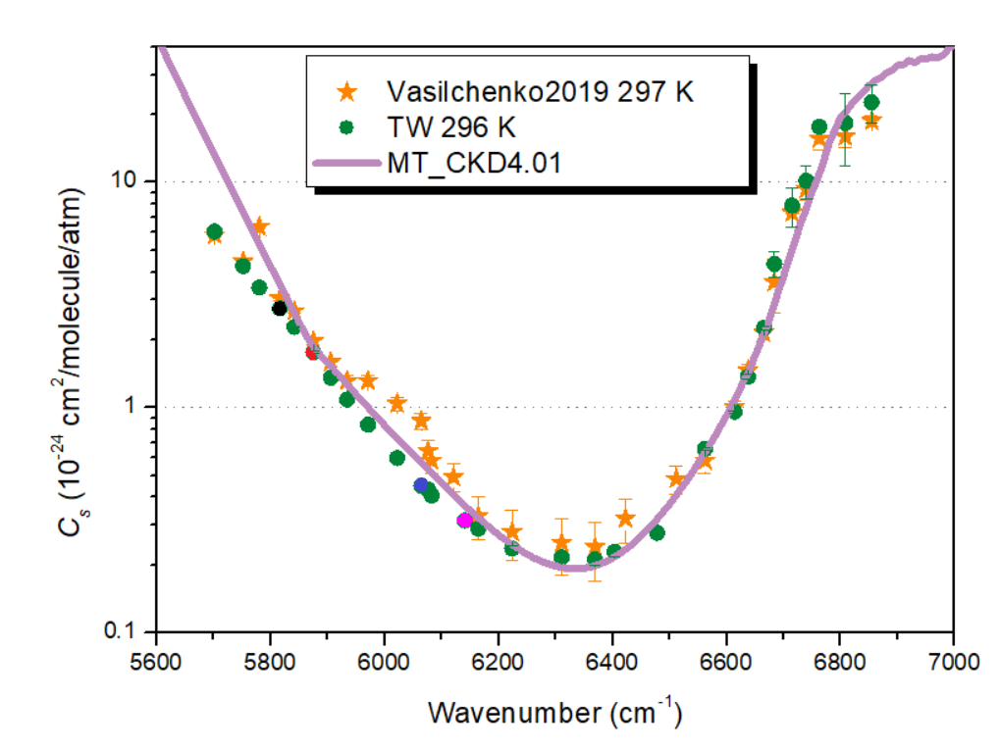 Vasilchenko2019 297 K
TW 296 K
MT_CKD4.01
10
1
0.1
C_s (10^-24 cm^2/molecule/atm)
5600 5800 6000 6200 6400 6600 6800 7000
Wavenumber (cm^-1)